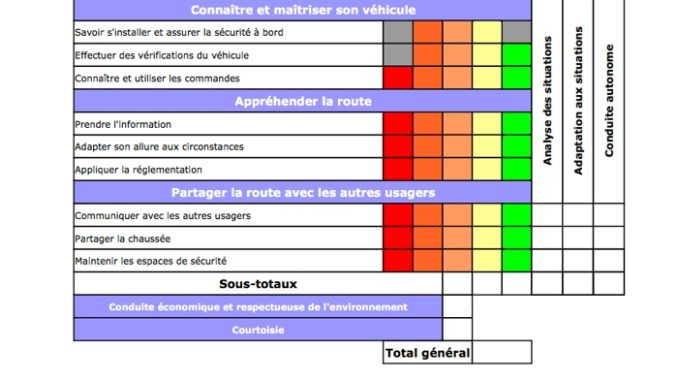 Connaître et maîtriser son véhicule
Savoir s'installer et assurer la sécurité à bord
Effectuer des vérifications du véhicule
Connaître et utiliser les commandes
Appréhender la route
Prendre l'information
Adapter son allure aux circonstances
Appliquer la réglementation
Analyse des situations
Adaptation aux situations
Conduite autonome
Partager la route avec les autres usagers
Communiquer avec les autres usagers
Partager la chaussée
Maintenir les espaces de sécurité
Sous-totaux
Conduite économique et respectueuse de l'environnement
Courtoisie
Total général